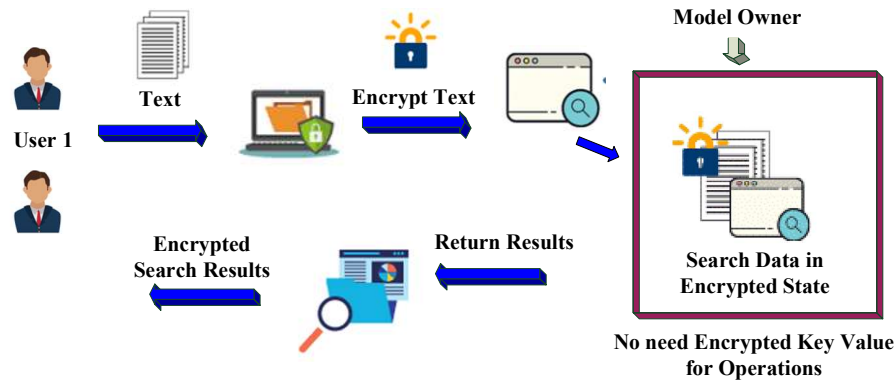 Model Owner
Text
Encrypt Text
User 1
Encrypted
Search Results
Return Results
Search Data in
Encrypted State
No need Encrypted Key Value
for Operations